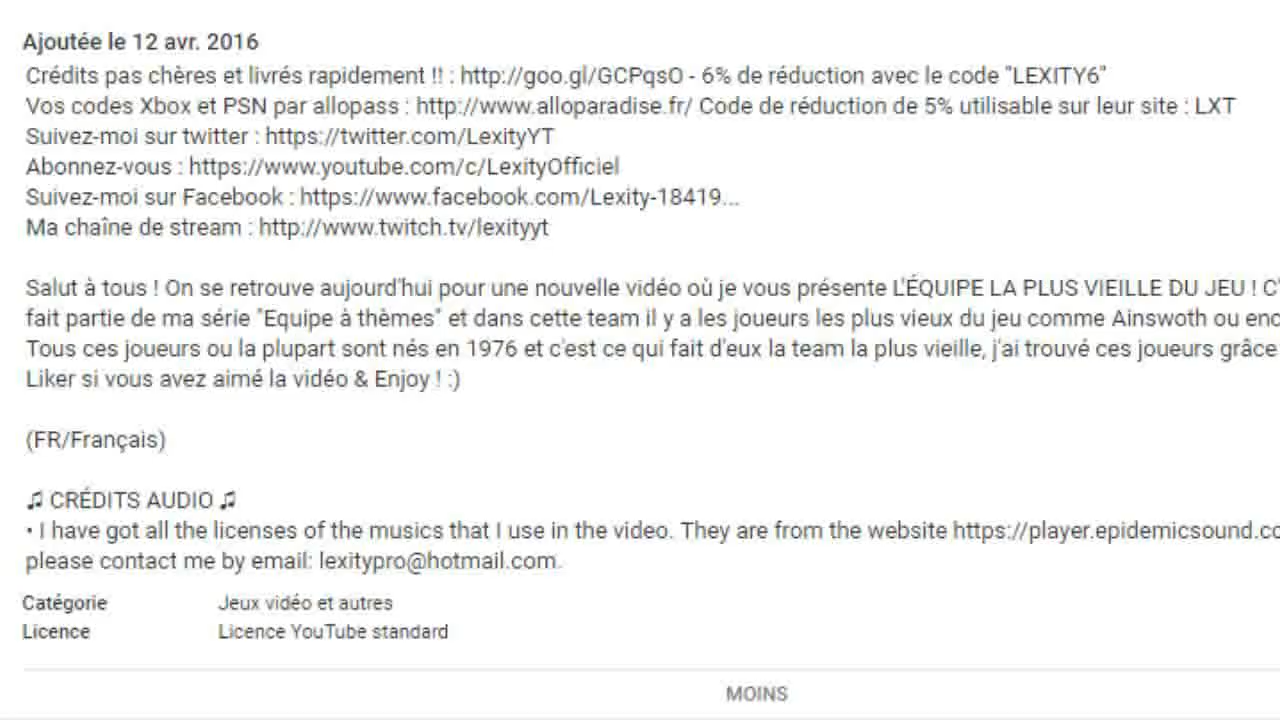 Ajoutée le 12 avr. 2016
Crédits pas chères et livrés rapidement !! : http://goo.gl/GCPqsO - 6% de réduction avec le code "LEXITY6"
Vos codes Xbox et PSN par allopass : http://www.alloparadise.fr/ Code de réduction de 5% utilisable sur leur site : LXT
Suivez-moi sur twitter : https://twitter.com/LexityYT
Abonnez-vous : https://www.youtube.com/c/LexityOfficiel
Suivez-moi sur Facebook : https://www.facebook.com/Lexity-18419...
Ma chaîne de stream : http://www.twitch.tv/lexityyt
Salut à tous ! On se retrouve aujourd'hui pour une nouvelle vidéo où je vous présente L'ÉQUIPE LA PLUS VIEILLE DU JEU ! C'
fait partie de ma série "Equipe à thèmes" et dans cette team il y a les joueurs les plus vieux du jeu comme Ainswoth ou enc
Tous ces joueurs ou la plupart sont nés en 1976 et c'est ce qui fait d'eux la team la plus vieille, j'ai trouvé ces joueurs grâce
Liker si vous avez aimé la vidéo & Enjoy ! :)
(FR/Français)
♫ CRÉDITS AUDIO ♫
• I have got all the licenses of the musics that I use in the video. They are from the website https://player.epidemicsound.co
please contact me by email: lexitypro@hotmail.com.
Catégorie Jeux vidéo et autres
Licence Licence YouTube standard
MOINS